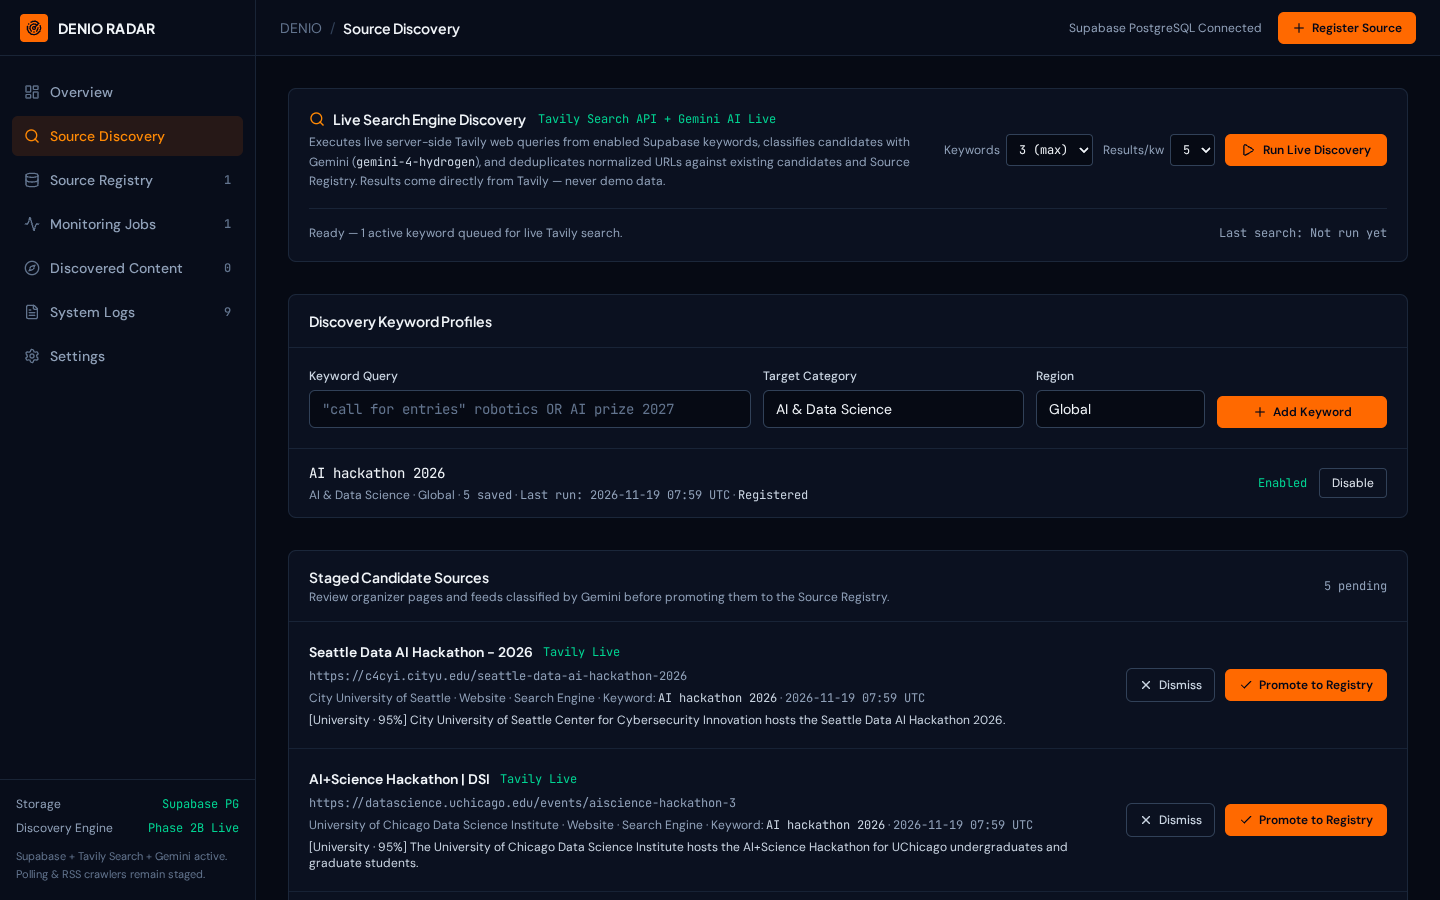 DENIO RADAR
DENIO / Source Discovery
Supabase PostgreSQL Connected
Register Source
Overview
Source Discovery
Source Registry 1
Monitoring Jobs 1
Discovered Content 0
System Logs 9
Settings
Storage Supabase PG
Discovery Engine Phase 2B Live
Supabase + Tavily Search + Gemini active.
Polling & RSS crawlers remain staged.
Live Search Engine Discovery Tavily Search API + Gemini AI Live
Executes live server-side Tavily web queries from enabled Supabase keywords, classifies candidates with
Gemini (gemini-4-hydrogen), and deduplicates normalized URLs against existing candidates and Source
Registry. Results come directly from Tavily — never demo data.
Keywords 3 (max) Results/kw 5 Run Live Discovery
Ready — 1 active keyword queued for live Tavily search.
Last search: Not run yet
Discovery Keyword Profiles
Keyword Query
"call for entries" robotics OR AI prize 2027
Target Category
AI & Data Science
Region
Global
Add Keyword
AI hackathon 2026
AI & Data Science · Global · 5 saved · Last run: 2026-11-19 07:59 UTC · Registered
Enabled Disable
Staged Candidate Sources
Review organizer pages and feeds classified by Gemini before promoting them to the Source Registry.
5 pending
Seattle Data AI Hackathon – 2026 Tavily Live
https://c4cyi.cityu.edu/seattle-data-ai-hackathon-2026
City University of Seattle · Website · Search Engine · Keyword: AI hackathon 2026 · 2026-11-19 07:59 UTC
[University · 95%] City University of Seattle Center for Cybersecurity Innovation hosts the Seattle Data AI Hackathon 2026.
Dismiss Promote to Registry
AI+Science Hackathon | DSI Tavily Live
https://datascience.uchicago.edu/events/aiscience-hackathon-3
University of Chicago Data Science Institute · Website · Search Engine · Keyword: AI hackathon 2026 · 2026-11-19 07:59 UTC
[University · 95%] The University of Chicago Data Science Institute hosts the AI+Science Hackathon for UChicago undergraduates and
graduate students.
Dismiss Promote to Registry